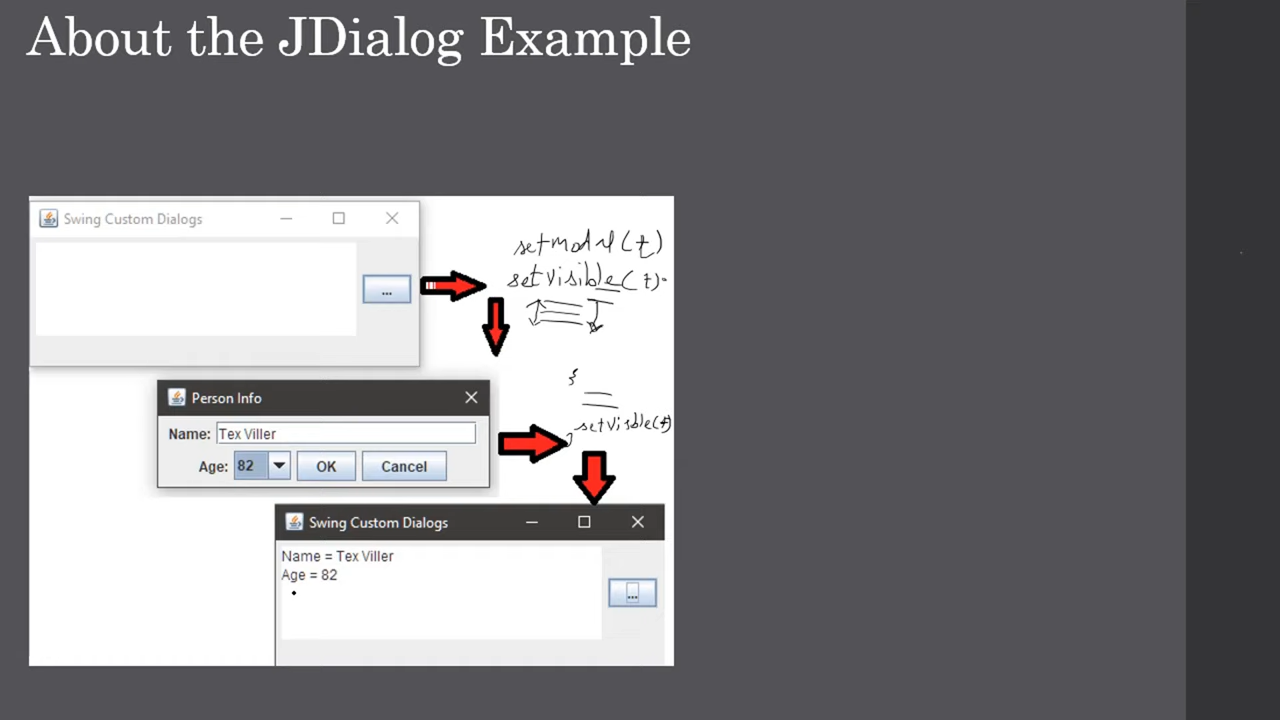 About the JDialog Example
Swing Custom Dialogs
...
setmodel(t)
setvisible(t).
Person Info
Name: Tex Viller
Age: 82 OK Cancel
{
setvisible(t)
}
Swing Custom Dialogs
Name = Tex Viller
Age = 82
...